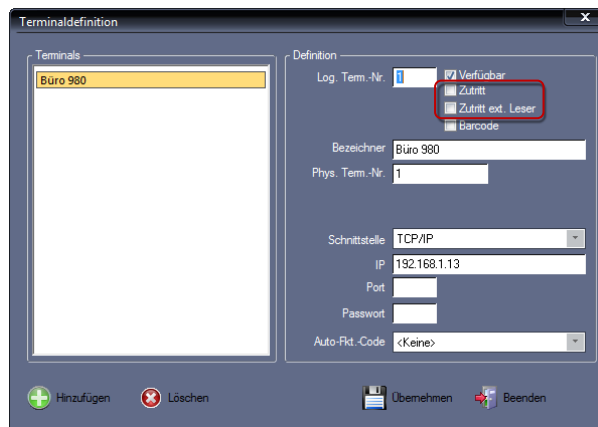 Terminaldefinition
x
Terminals
Büro 980
Definition
Log. Term.-Nr. 1 Verfügbar
Zutritt
Zutritt ext. Leser
Barcode
Bezeichner Büro 980
Phys. Term.-Nr. 1
Schnittstelle TCP/IP
IP 192.168.1.13
Port
Passwort
Auto-Fkt.-Code <Keine>
Hinzufügen Löschen Übernehmen Beenden